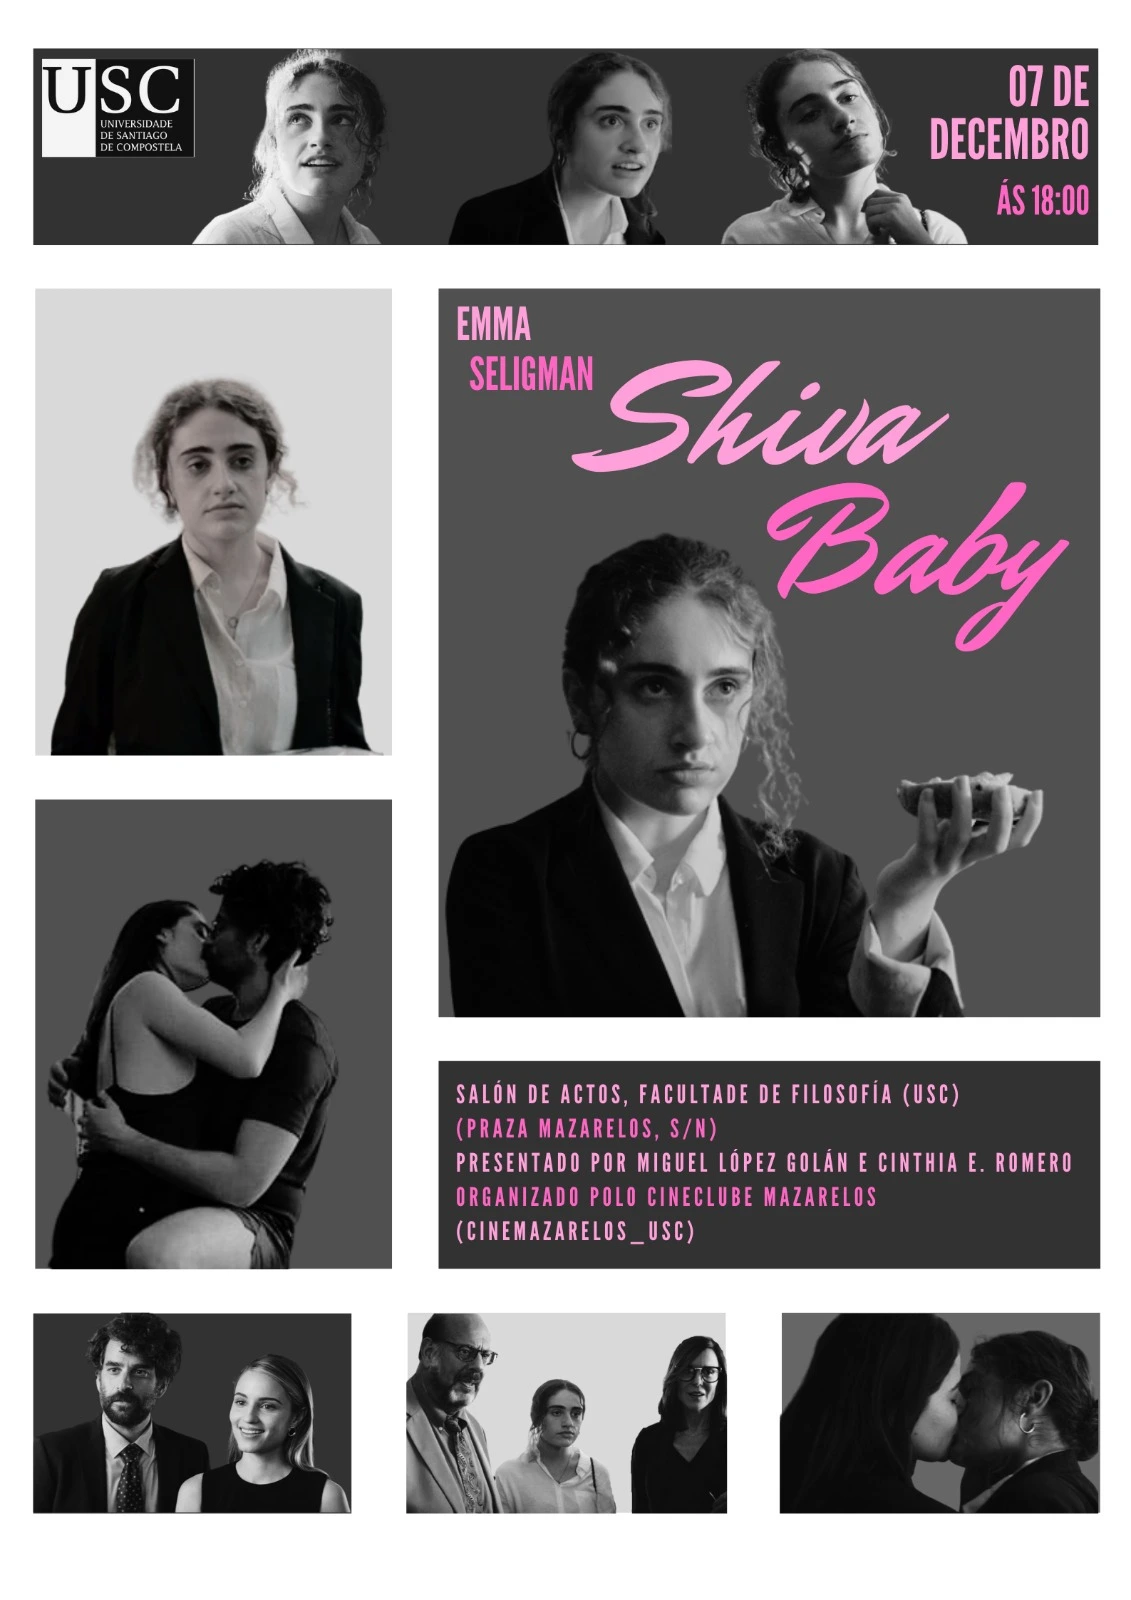 USC
UNIVERSIDADE
DE SANTIAGO
DE COMPOSTELA
07 DE
DECEMBRO
ÁS 18:00
EMMA
SELIGMAN
Shiva
Baby
SALÓN DE ACTOS, FACULTADE DE FILOSOFÍA (USC)
(PRAZA MAZARELOS, S/N)
PRESENTADO POR MIGUEL LÓPEZ GOLÁN E CINTHIA E. ROMERO
ORGANIZADO POLO CINECLUBE MAZARELOS
(CINEMAZARELOS_USC)